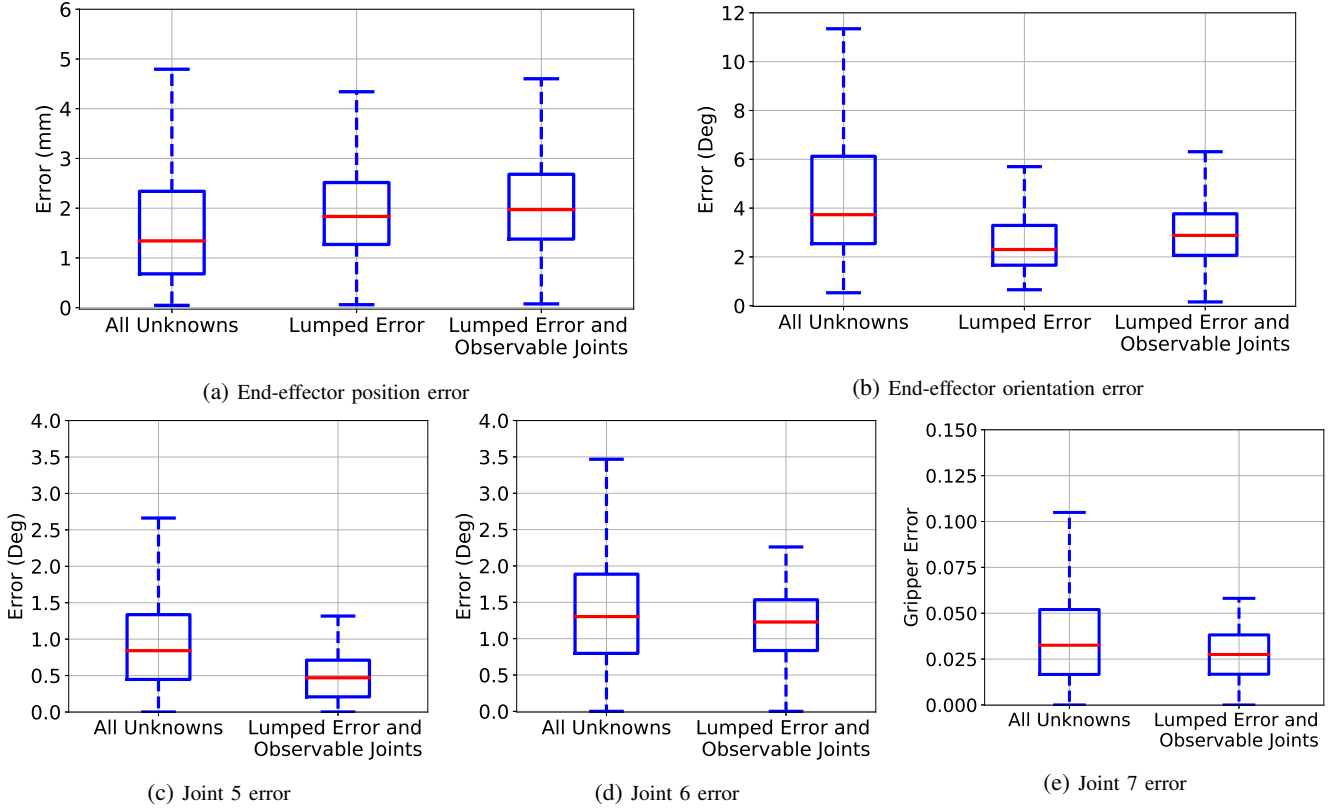 6
5
4
3
2
1
0
Error (mm)
All Unknowns
Lumped Error
Lumped Error and
Observable Joints
(a) End-effector position error
12
10
8
6
4
2
0
Error (Deg)
All Unknowns
Lumped Error
Lumped Error and
Observable Joints
(b) End-effector orientation error
4.0
3.5
3.0
2.5
2.0
1.5
1.0
0.5
0.0
Error (Deg)
All Unknowns
Lumped Error and
Observable Joints
(c) Joint 5 error
4.0
3.5
3.0
2.5
2.0
1.5
1.0
0.5
0.0
Error (Deg)
All Unknowns
Lumped Error and
Observable Joints
(d) Joint 6 error
0.150
0.125
0.100
0.075
0.050
0.025
0.000
Gripper Error
All Unknowns
Lumped Error and
Observable Joints
(e) Joint 7 error